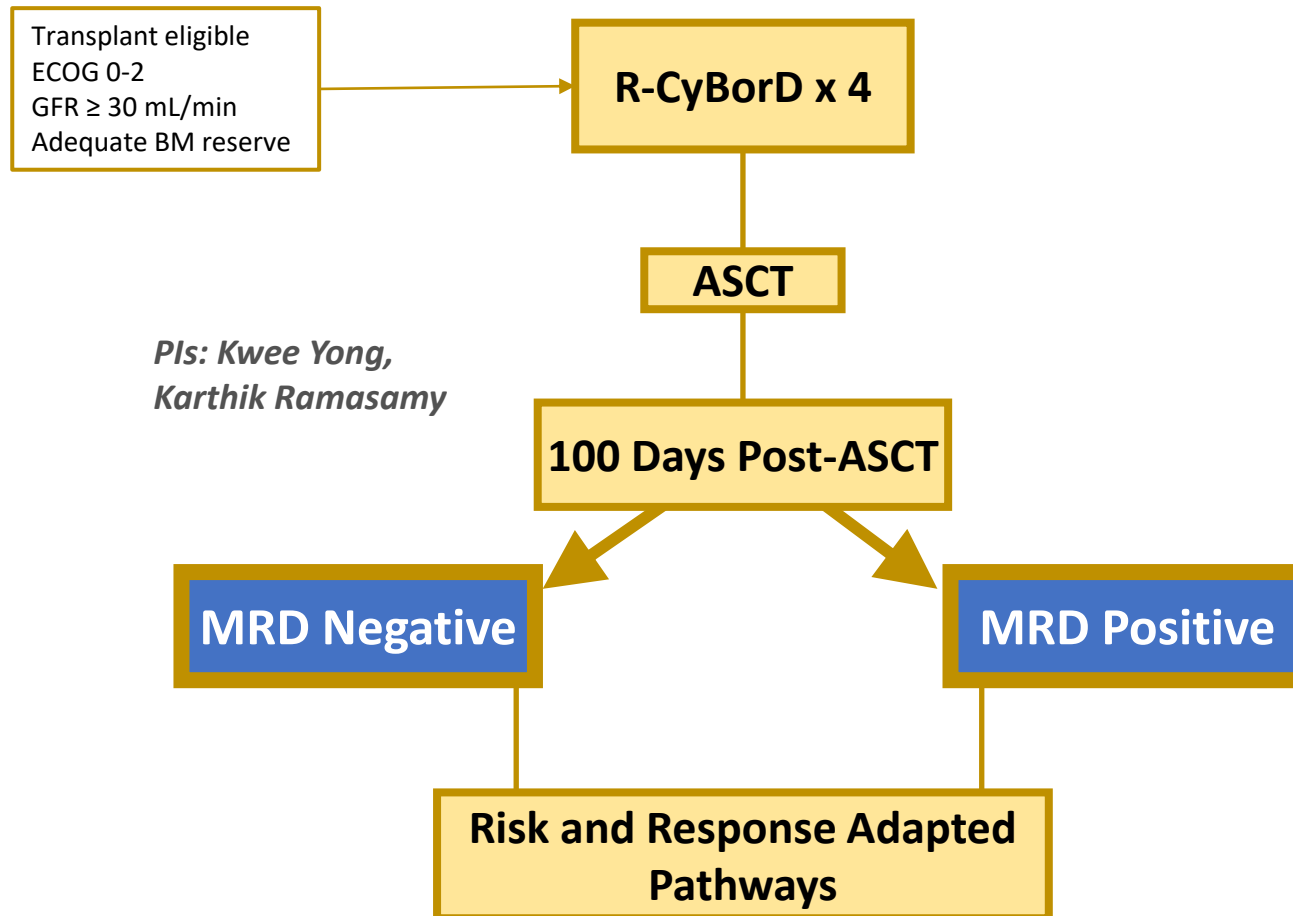 Transplant eligible
ECOG 0-2
GFR ≥ 30 mL/min
Adequate BM reserve
R-CyBorD x 4
ASCT
PIs: Kwee Yong,
Karthik Ramasamy
100 Days Post-ASCT
MRD Negative
MRD Positive
Risk and Response Adapted
Pathways